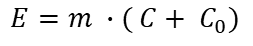 E = m · ( C + C₀)